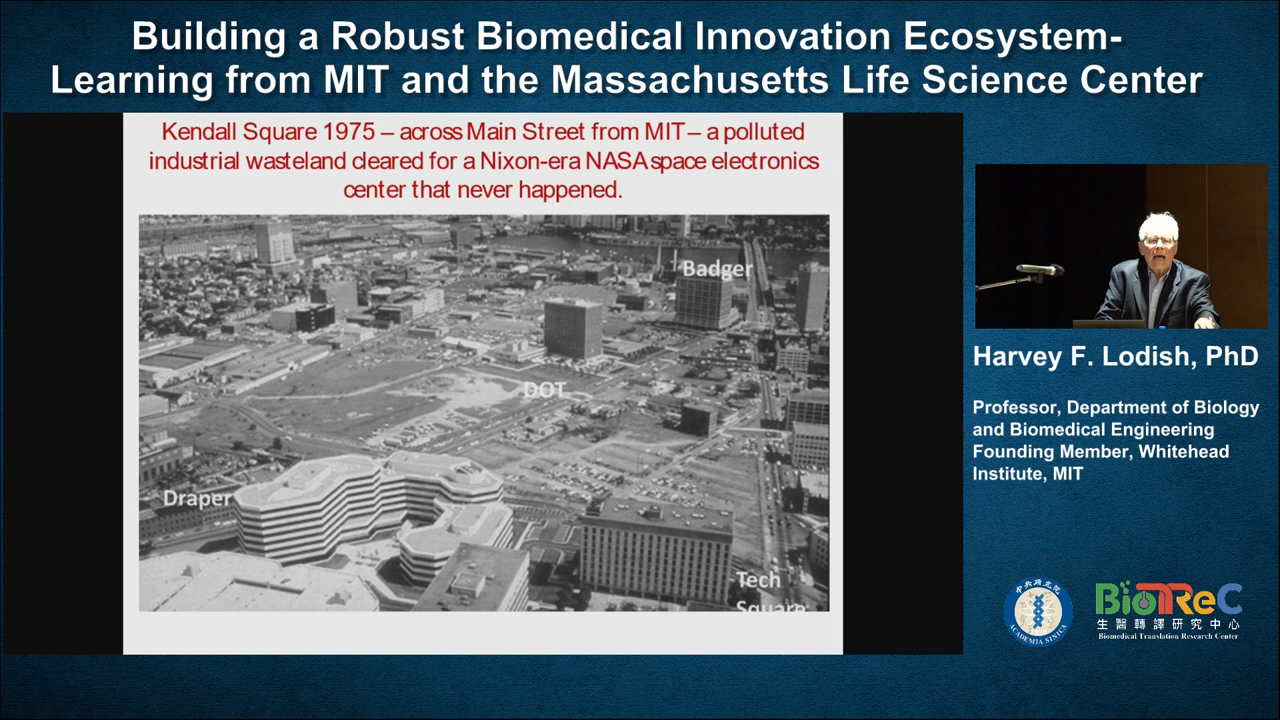 Building a Robust Biomedical Innovation Ecosystem-
Learning from MIT and the Massachusetts Life Science Center
Kendall Square 1975 – across Main Street from MIT – a polluted
industrial wasteland cleared for a Nixon-era NASA space electronics
center that never happened.
Badger
DOT
Draper
Tech
Square
Harvey F. Lodish, PhD
Professor, Department of Biology
and Biomedical Engineering
Founding Member, Whitehead
Institute, MIT
中央研究院
ACADEMIA SINICA
BioTReC
生醫轉譯研究中心
Biomedical Translation Research Center